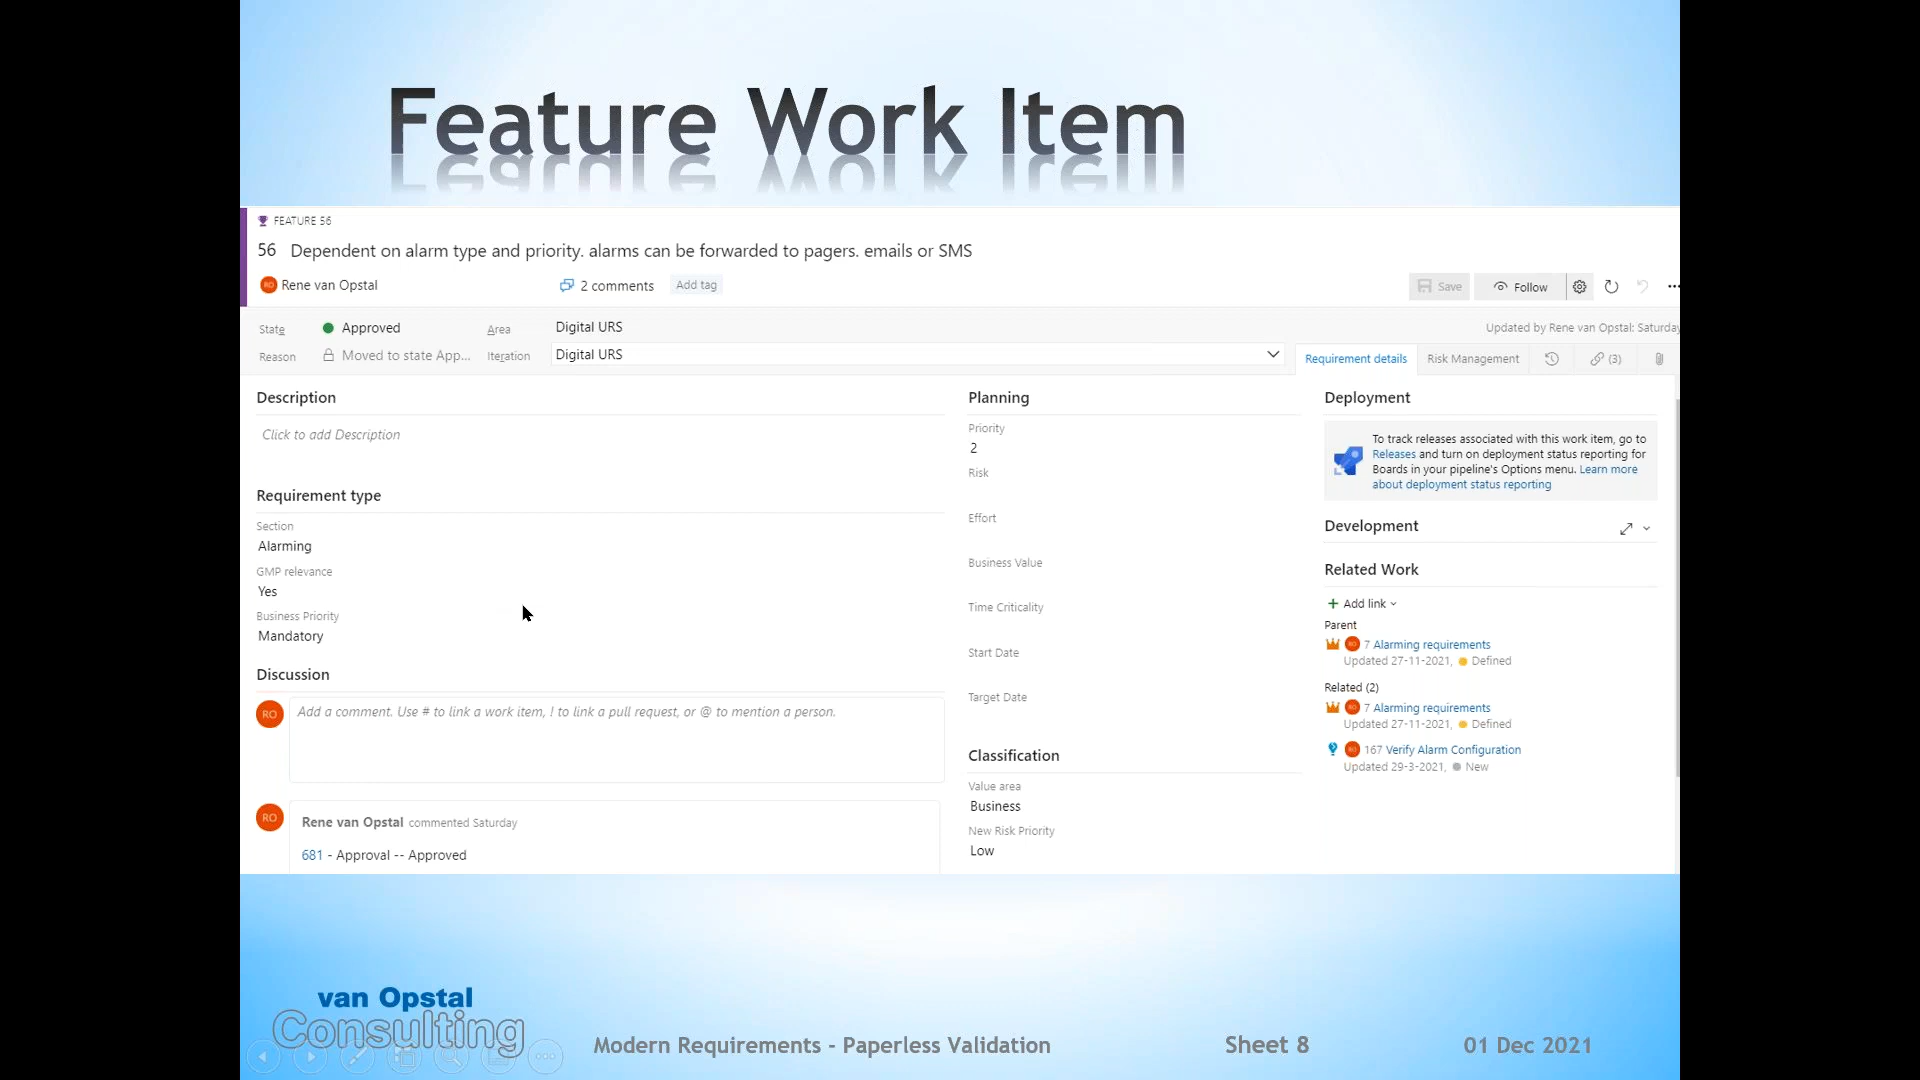 Feature Work Item
FEATURE 56
56 Dependent on alarm type and priority. alarms can be forwarded to pagers. emails or SMS
RO Rene van Opstal 2 comments Add tag
Save Follow
State Approved Area Digital URS
Updated by Rene van Opstal: Saturday
Reason Moved to state App... Iteration Digital URS
Requirement details Risk Management (3)
Description
Click to add Description
Requirement type
Section
Alarming
GMP relevance
Yes
Business Priority
Mandatory
Discussion
RO Add a comment. Use # to link a work item, ! to link a pull request, or @ to mention a person.
RO Rene van Opstal commented Saturday
681 - Approval -- Approved
Planning
Priority
2
Risk
Effort
Business Value
Time Criticality
Start Date
Target Date
Classification
Value area
Business
New Risk Priority
Low
Deployment
To track releases associated with this work item, go to
Releases and turn on deployment status reporting for
Boards in your pipeline's Options menu. Learn more
about deployment status reporting
Development
Related Work
+ Add link
Parent
7 Alarming requirements
Updated 27-11-2021, Defined
Related (2)
7 Alarming requirements
Updated 27-11-2021, Defined
167 Verify Alarm Configuration
Updated 29-3-2021, New
van Opstal
Consulting
Modern Requirements - Paperless Validation Sheet 8 01 Dec 2021